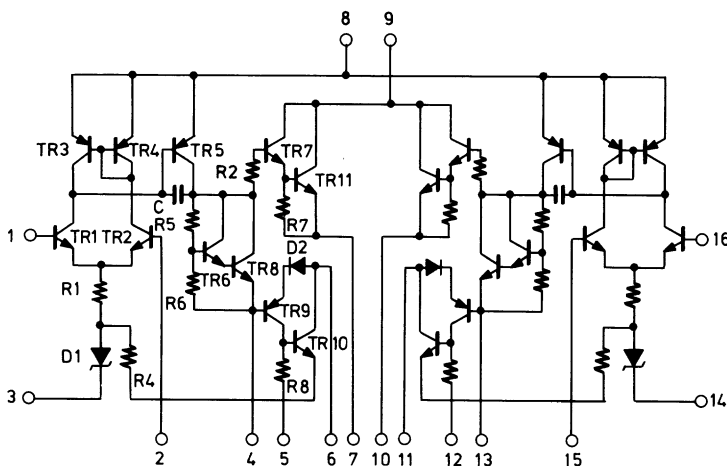 8 9
TR3 TR4 TR5 R2 TR7
TR11
C
R5 R7
1 TR1 TR2 D2 16
TR6 TR8
R1 R6 TR9
D1 R4 TR10
R8
3 14
2 4 5 6 7 10 11 12 13 15